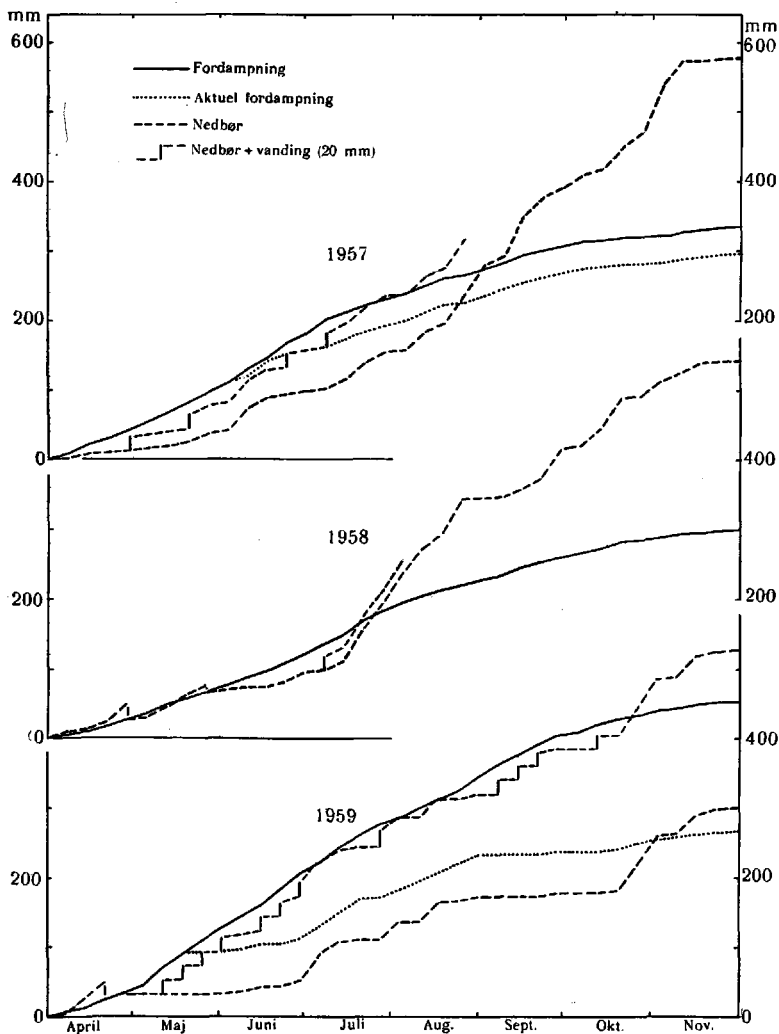 mm
mm
600
600
Fordampning
Aktuel fordampning
Nedbør
Nedbør + vanding (20 mm)
400
400
1957
200
200
0
400
1958
200
200
0
400
1959
200
200
0
0
April Maj Juni Juli Aug. Sept. Okt. Nov.